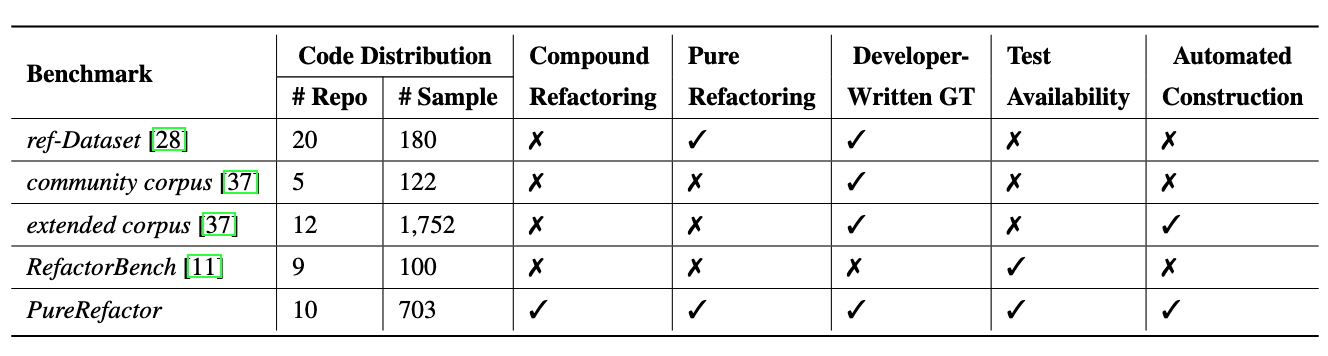 Benchmark Code Distribution Compound Pure Developer- Test Automated
# Repo # Sample Refactoring Refactoring Written GT Availability Construction
ref-Dataset [28] 20 180 ✗ ✓ ✓ ✗ ✗
community corpus [37] 5 122 ✗ ✗ ✓ ✗ ✗
extended corpus [37] 12 1,752 ✗ ✗ ✓ ✗ ✓
RefactorBench [11] 9 100 ✗ ✗ ✗ ✓ ✗
PureRefactor 10 703 ✓ ✓ ✓ ✓ ✓